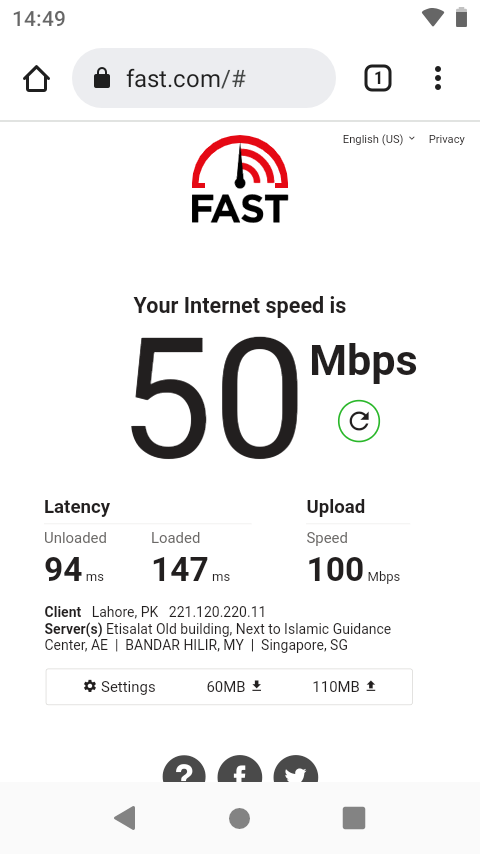 14:49
fast.com/#
1
English (US)
Privacy
FAST
Your Internet speed is
50 Mbps
Latency
Upload
Unloaded
Loaded
Speed
94 ms
147 ms
100 Mbps
Client Lahore, PK 221.120.220.11
Server(s) Etisalat Old building, Next to Islamic Guidance
Center, AE | BANDAR HILIR, MY | Singapore, SG
Settings
60MB
110MB
?